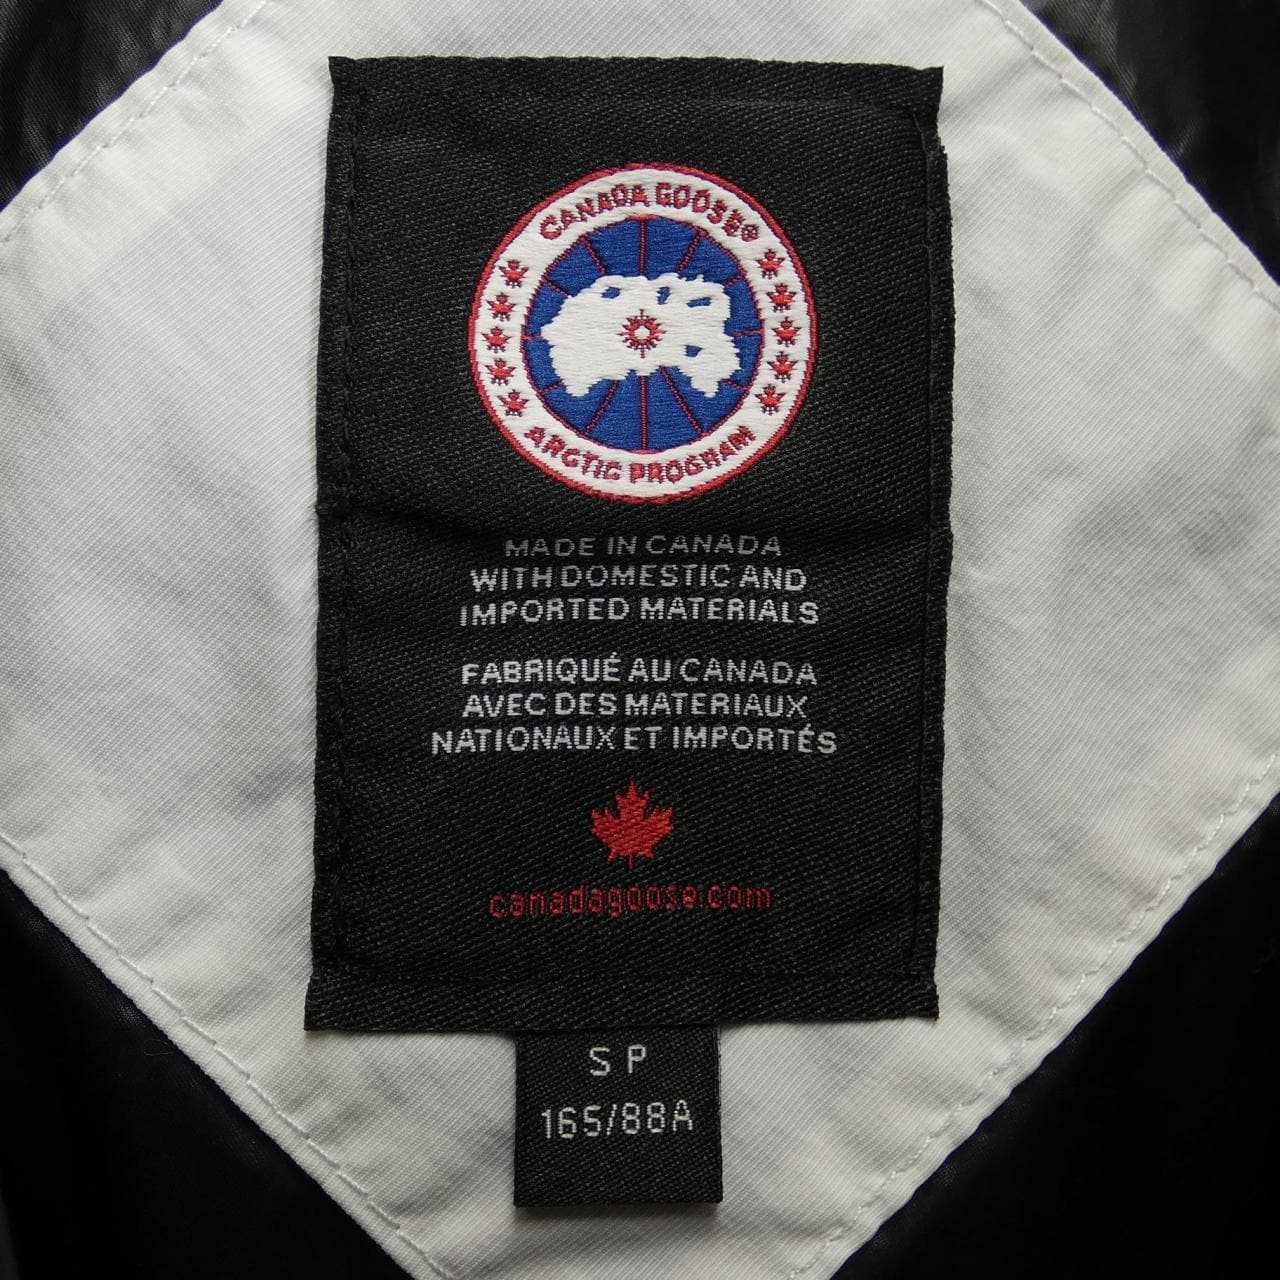 CANADA GOOSE®
ARCTIC PROGRAM
MADE IN CANADA
WITH DOMESTIC AND
IMPORTED MATERIALS
FABRIQUÉ AU CANADA
AVEC DES MATERIAUX
NATIONAUX ET IMPORTÉS
canadagoose.com
S P
165/88A